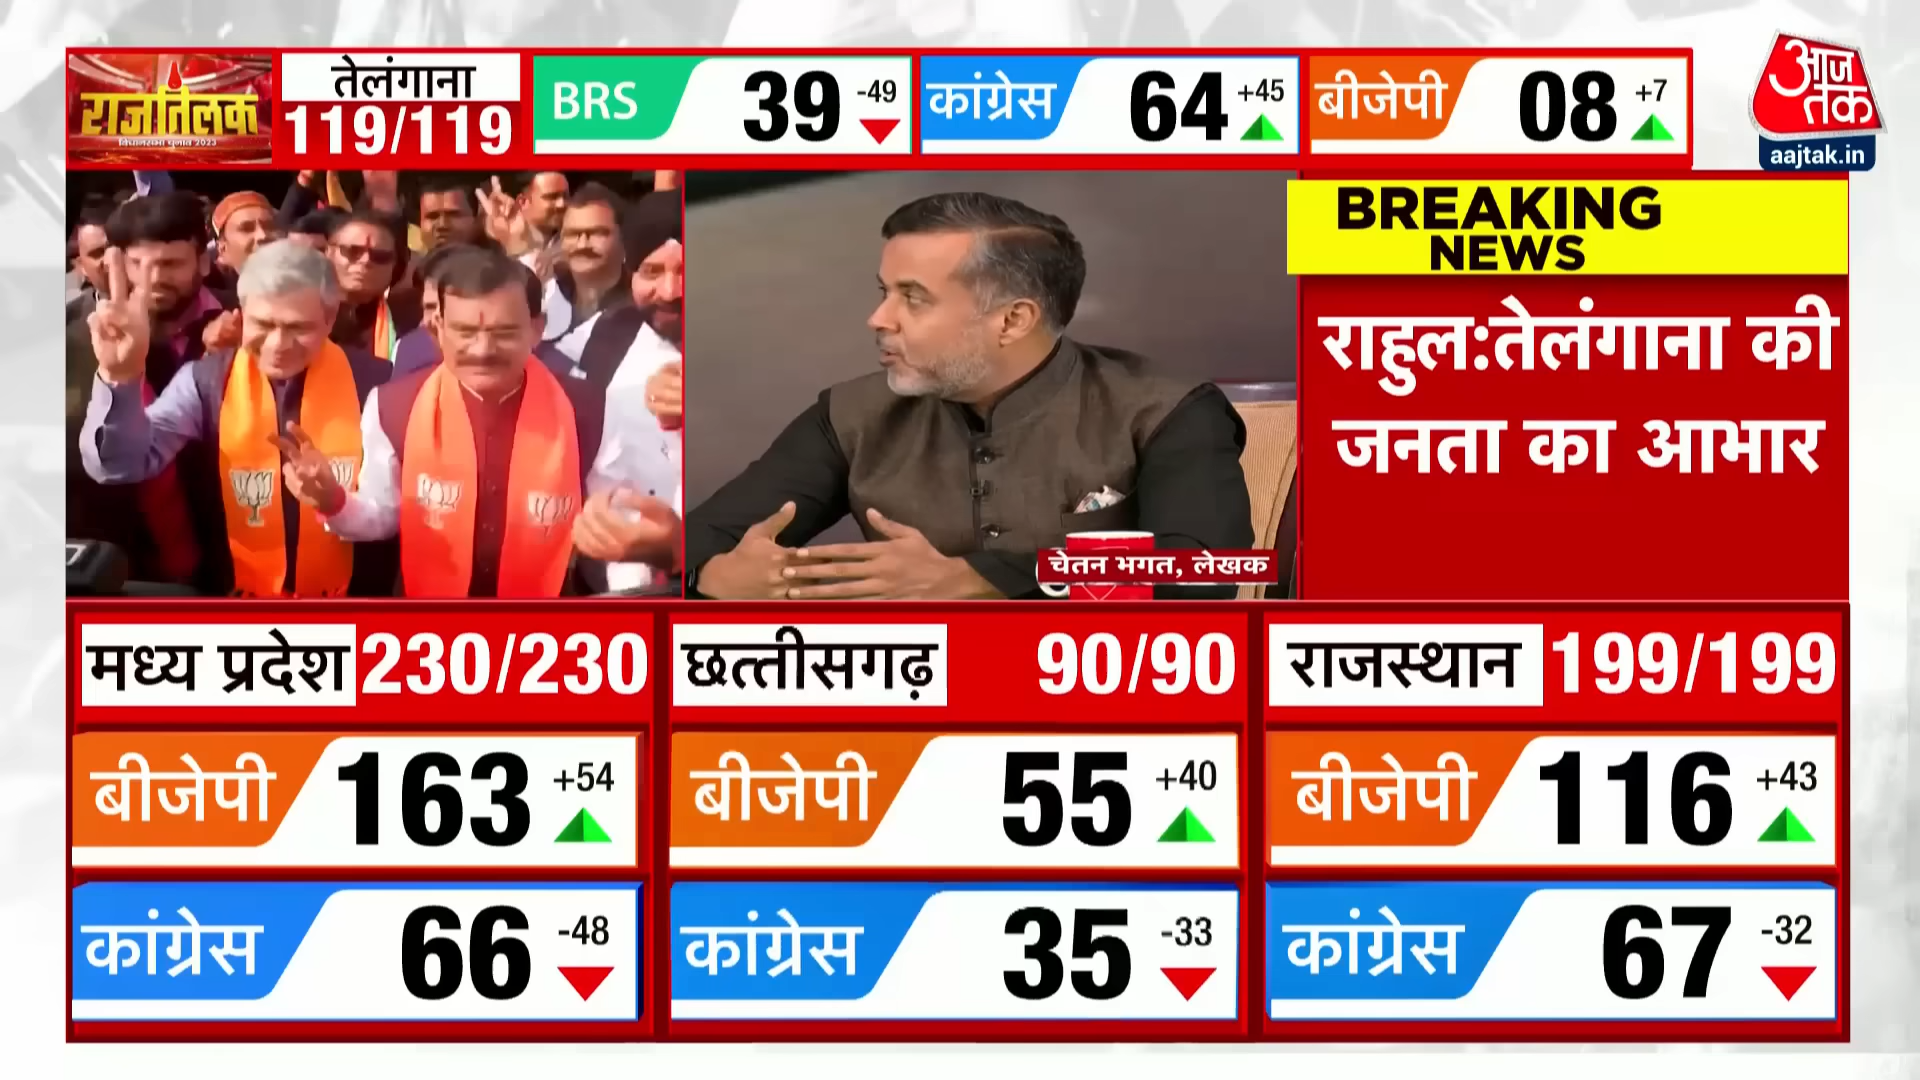 राजतिलक
विधानसभा चुनाव 2023
तेलंगाना
119/119
BRS 39 -49
कांग्रेस 64 +45
बीजेपी 08 +7
आज
तक
aajtak.in
BREAKING
NEWS
राहुल:तेलंगाना की
जनता का आभार
चेतन भगत, लेखक
मध्य प्रदेश 230/230
बीजेपी 163 +54
कांग्रेस 66 -48
छत्तीसगढ़ 90/90
बीजेपी 55 +40
कांग्रेस 35 -33
राजस्थान 199/199
बीजेपी 116 +43
कांग्रेस 67 -32